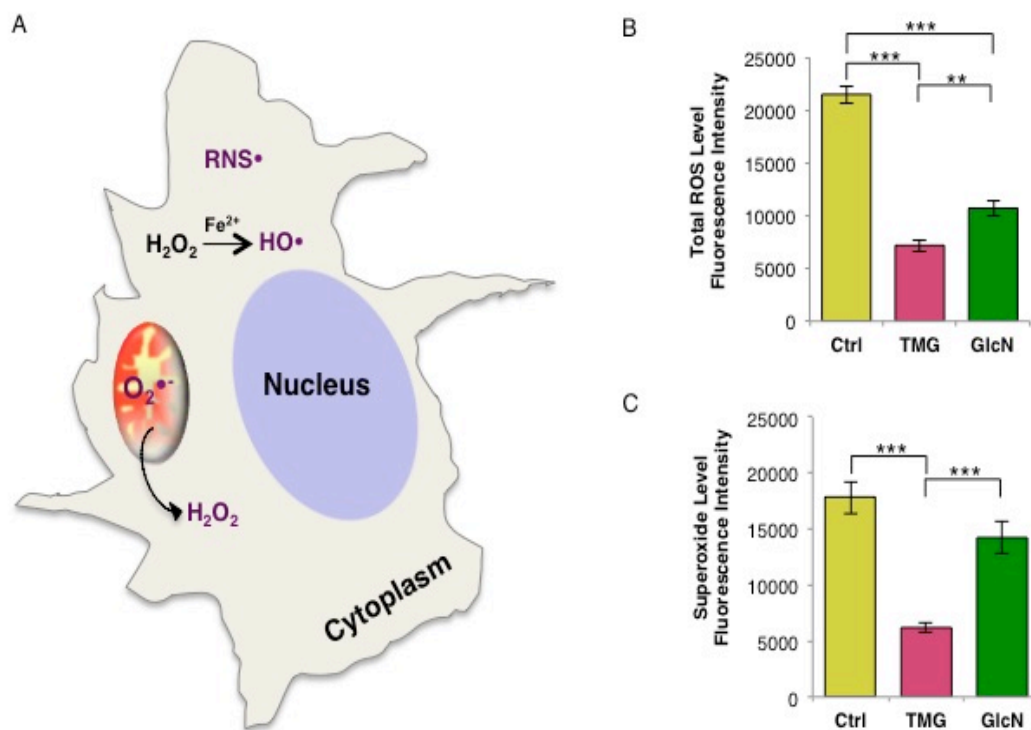 A
RNS•
H₂O₂ Fe²⁺ HO•
O₂•-
Nucleus
H₂O₂
Cytoplasm
B
Total ROS Level
Fluorescence Intensity
25000
20000
15000
10000
5000
0
***
***
**
Ctrl TMG GlcN
C
Superoxide Level
Fluorescence Intensity
25000
20000
15000
10000
5000
0
***
***
Ctrl TMG GlcN